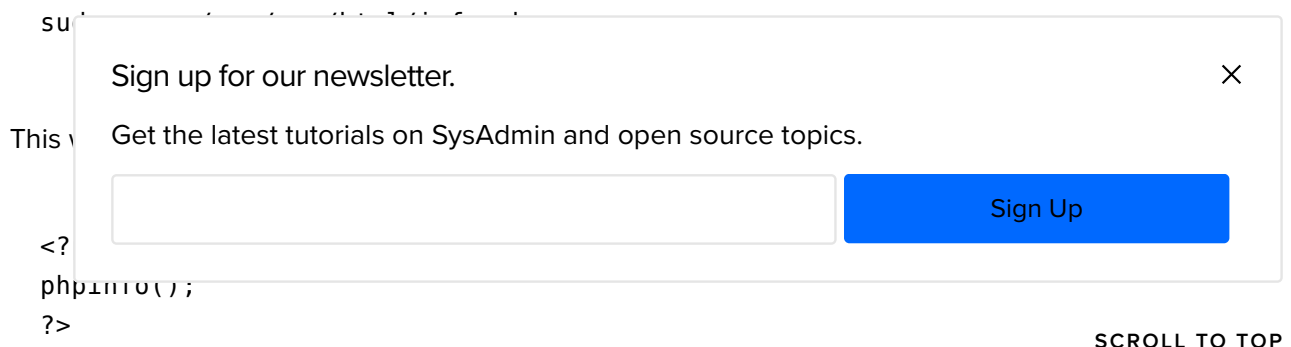 Sign up for our newsletter.
This
Get the latest tutorials on SysAdmin and open source topics.
Sign Up
<?
phpinfo();
?>
SCROLL TO TOP